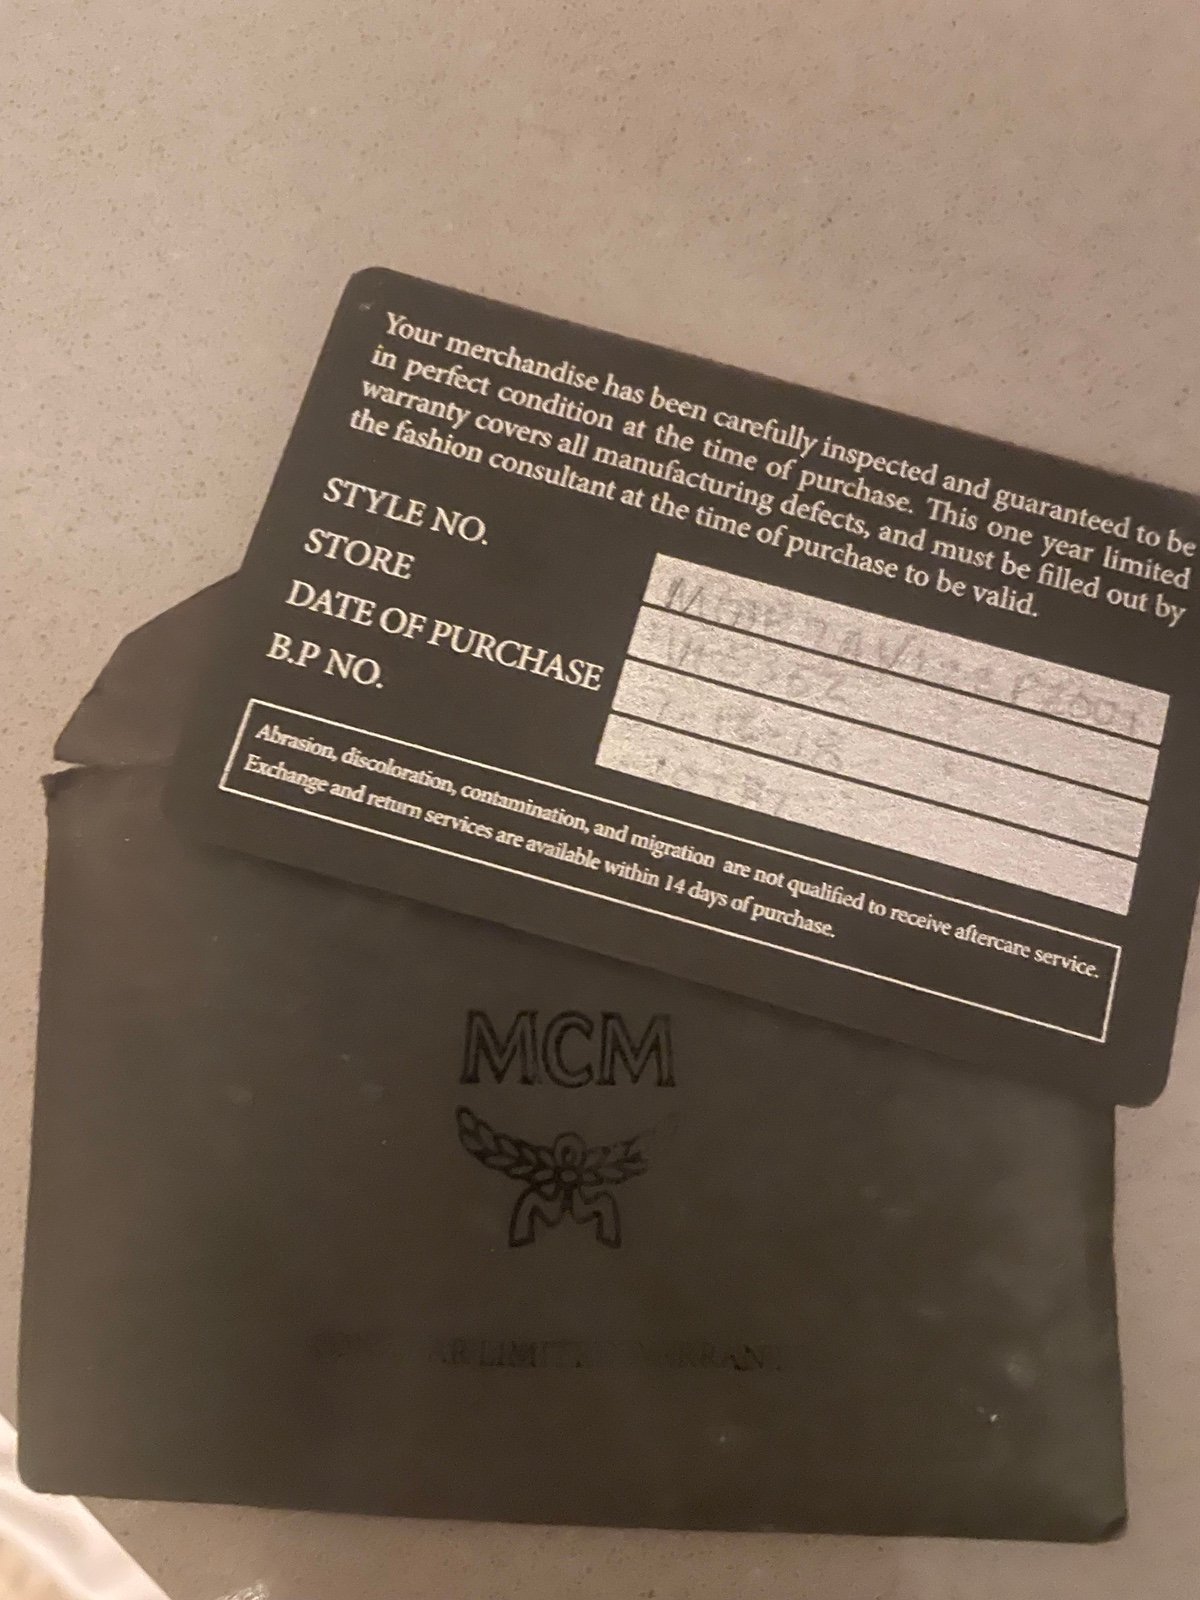 Your merchandise has been carefully inspected and guaranteed to be
in perfect condition at the time of purchase. This one year limited
warranty covers all manufacturing defects, and must be filled out by
the fashion consultant at the time of purchase to be valid.
STYLE NO.
STORE
DATE OF PURCHASE
B.P NO.
Abrasion, discoloration, contamination, and migration are not qualified to receive aftercare service.
Exchange and return services are available within 14 days of purchase.
MCM